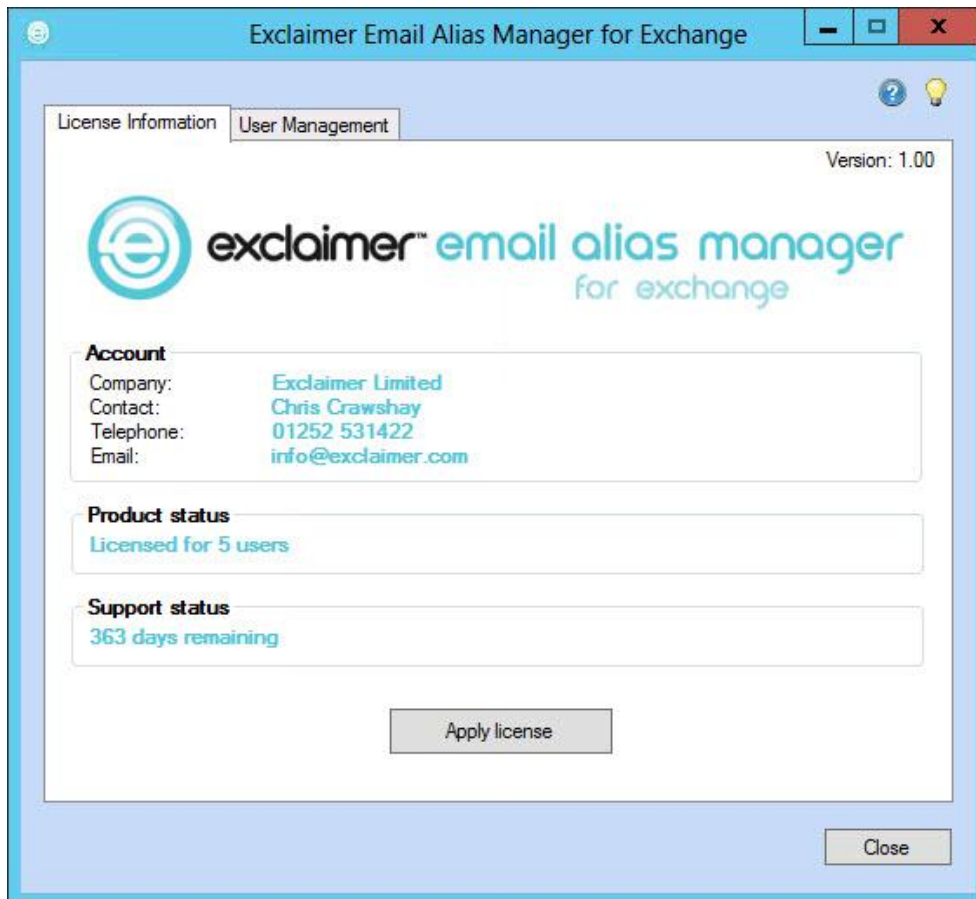 Exclaimer Email Alias Manager for Exchange
License Information User Management
Version: 1.00
exclaimer™ email alias manager
for exchange
Account
Company: Exclaimer Limited
Contact: Chris Crawshay
Telephone: 01252 531422
Email: info@exclaimer.com
Product status
Licensed for 5 users
Support status
363 days remaining
Apply license
Close